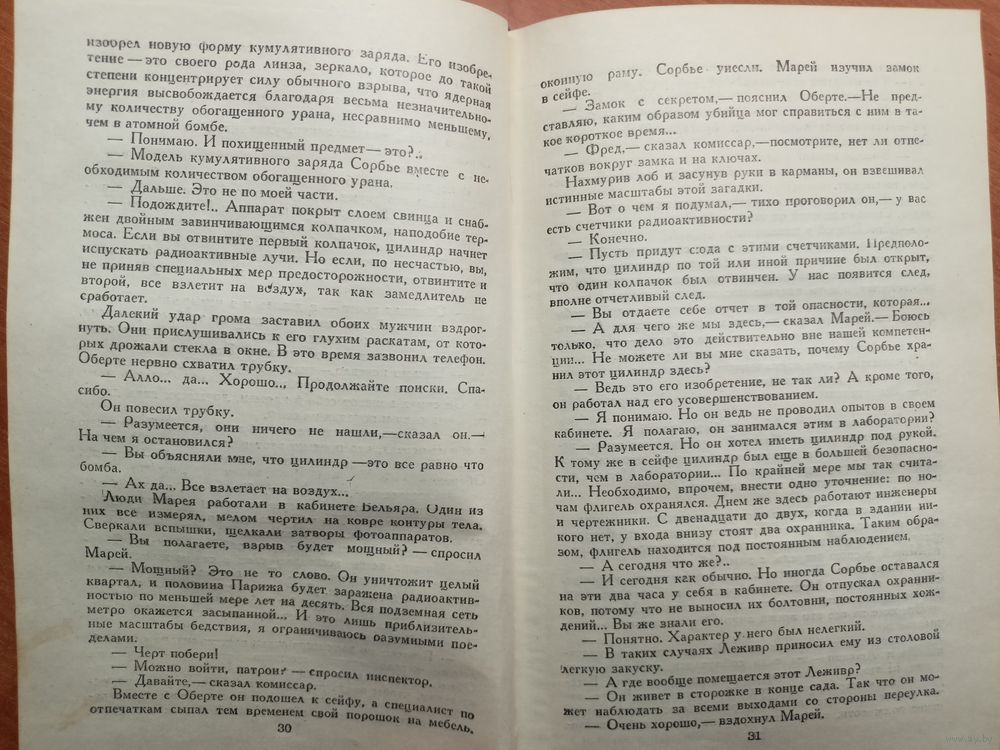 изобрел новую форму кумулятивного заряда. Его изобре-
тение — это своего рода линза, зеркало, которое до такой
степени концентрирует силу обычного взрыва, что ядерная
энергия высвобождается благодаря весьма незначительно-
му количеству обогащенного урана, несравнимо меньшему,
чем в атомной бомбе.
— Понимаю. И похищенный предмет — это?..
— Модель кумулятивного заряда Сорбье вместе с не-
обходимым количеством обогащенного урана.
— Дальше. Это не по моей части.
— Подождите!.. Аппарат покрыт слоем свинца и снаб-
жен двойным завинчивающимся колпачком, наподобие тер-
моса. Если вы отвинтите первый колпачок, цилиндр начнет
испускать радиоактивные лучи. Но если, по несчастью, вы,
не приняв специальных мер предосторожности, отвинтите и
второй, все взлетит на воздух, так как замедлитель не
сработает.
Далекий удар грома заставил обоих мужчин вздрог-
нуть. Они прислушивались к его глухим раскатам, от кото-
рых дрожали стекла в окне. В это время зазвонил телефон.
Оберте нервно схватил трубку.
— Алло... да... Хорошо... Продолжайте поиски. Спа-
сибо.
Он повесил трубку.
— Разумеется, они ничего не нашли,—сказал он.—
На чем я остановился?
— Вы объясняли мне, что цилиндр — это все равно что
бомба.
— Ах да... Все взлетает на воздух...
Люди Марея работали в кабинете Бельяра. Один из
них все измерял, мелом чертил на ковре контуры тела.
Сверкали вспышки, щелкали затворы фотоаппаратов.
— Вы полагаете, взрыв будет мощный? — спросил
Марей.
— Мощный? Это не то слово. Он уничтожит целый
квартал, и половина Парижа будет заражена радиоактив-
ностью по меньшей мере лет на десять. Вся подземная сеть
метро окажется засыпанной... И это лишь приблизитель-
ные масштабы бедствия, я ограничиваюсь разумными пре-
делами.
— Черт побери!
— Можно войти, патрон? — спросил инспектор.
— Давайте,— сказал комиссар.
Вместе с Оберте он подошел к сейфу, а специалист по
отпечаткам сыпал тем временем свой порошок на мебель,
30
оконную раму. Сорбье унесли. Марей изучил замок
в сейфе.
— Замок с секретом,— пояснил Оберте.— Не пред-
ставляю, каким образом убийца мог справиться с ним в та-
кое короткое время...
— Фред,— сказал комиссар,— посмотрите, нет ли отпе-
чатков вокруг замка и на ключах.
Нахмурив лоб и засунув руки в карманы, он взвешивал
истинные масштабы этой загадки.
— Вот о чем я подумал,— тихо проговорил он,— у вас
есть счетчики радиоактивности?
— Конечно.
— Пусть придут сюда с этими счетчиками. Предполо-
жим, что цилиндр по той или иной причине был открыт,
что один колпачок был отвинчен. У нас появится след,
вполне отчетливый след.
— Вы отдаете себе отчет в той опасности, которая...
— А для чего же мы здесь,— сказал Марей.— Боюсь
только, что дело это действительно вне нашей компетен-
ции... Не можете ли вы мне сказать, почему Сорбье хра-
нил этот цилиндр здесь?
— Ведь это его изобретение, не так ли? А кроме того,
он работал над его усовершенствованием.
— Я понимаю. Но он ведь не проводил опытов в своем
кабинете. Я полагаю, он занимался этим в лаборатории?
— Разумеется. Но он хотел иметь цилиндр под рукой.
К тому же в сейфе цилиндр был еще в большей безопасно-
сти, чем в лаборатории... По крайней мере мы так счита-
ли... Необходимо, впрочем, внести одно уточнение: по но-
чам флигель охранялся. Днем же здесь работают инженеры
и чертежники. С двенадцати до двух, когда в здании ни-
кого нет, у входа внизу стоят два охранника. Таким обра-
зом, флигель находится под постоянным наблюдением.
— А сегодня что же?..
— И сегодня как обычно. Но иногда Сорбье оставался
на эти два часа у себя в кабинете. Он отпускал охранни-
ков, потому что не выносил их болтовни, постоянных хож-
дений... Вы же знали его.
— Понятно. Характер у него был нелегкий.
— В таких случаях Леживр приносил ему из столовой
легкую закуску.
— А где вообще помещается этот Леживр?
— Он живет в сторожке в конце сада. Так что он мо-
жет наблюдать за всеми выходами со стороны переулка.
— Очень хорошо,— вздохнул Марей.
31